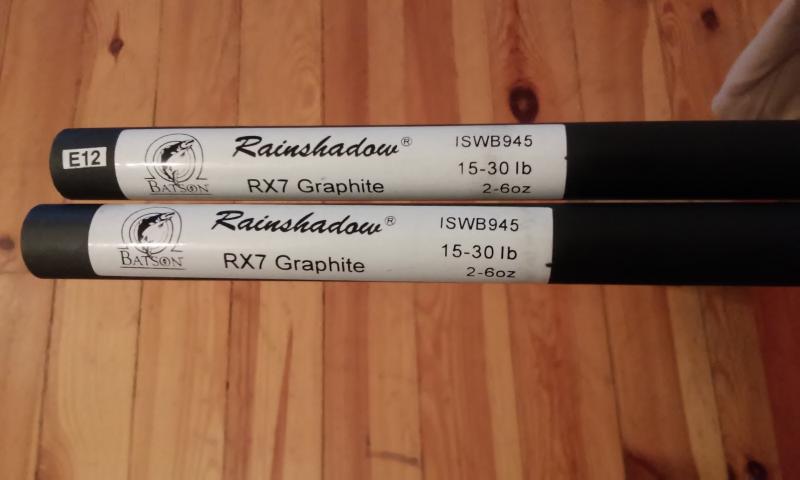 E12
BATSON
Rainshadow®
RX7 Graphite
ISWB945
15-30 lb
2-6oz
BATSON
Rainshadow®
RX7 Graphite
ISWB945
15-30 lb
2-6oz